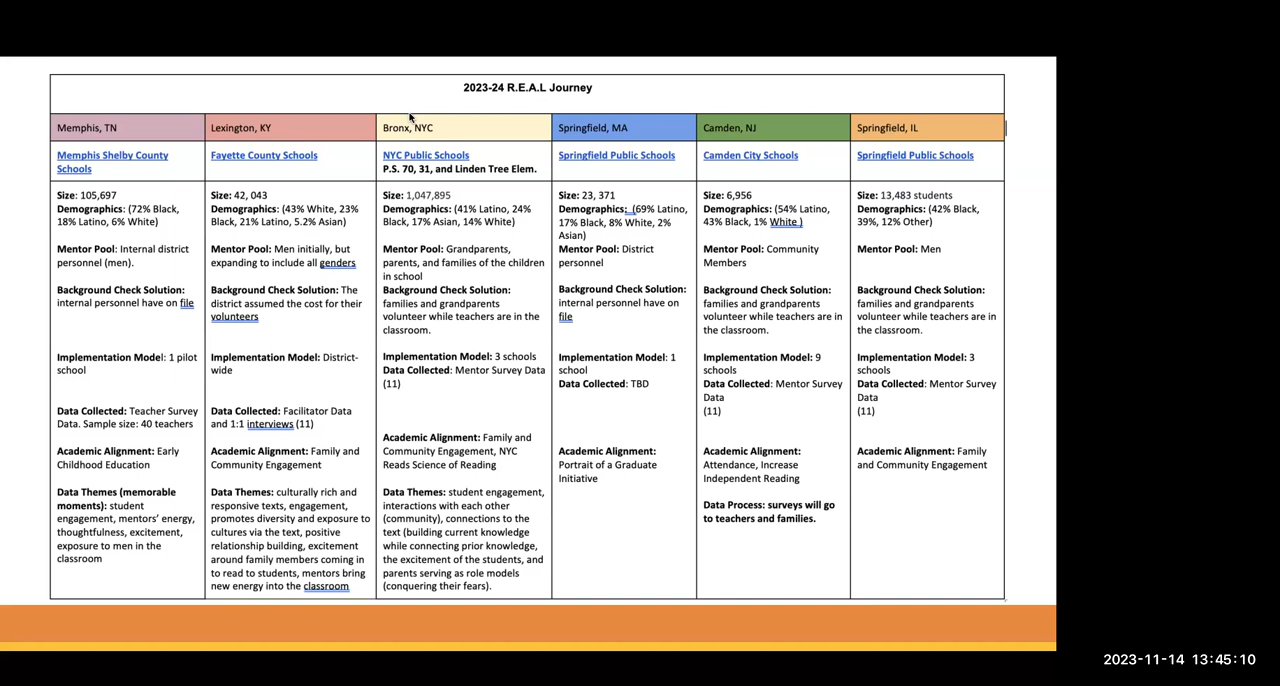 2023-24 R.E.A.L Journey
Memphis, TN
Lexington, KY
Bronx, NYC
Springfield, MA
Camden, NJ
Springfield, IL
Memphis Shelby County
Schools
Fayette County Schools
NYC Public Schools
P.S. 70, 31, and Linden Tree Elem.
Springfield Public Schools
Camden City Schools
Springfield Public Schools
Size: 105,697
Demographics: (72% Black,
18% Latino, 6% White)
Mentor Pool: Internal district
personnel (men).
Background Check Solution:
internal personnel have on file
Implementation Model: 1 pilot
school
Data Collected: Teacher Survey
Data. Sample size: 40 teachers
Academic Alignment: Early
Childhood Education
Data Themes (memorable
moments): student
engagement, mentors' energy,
thoughtfulness, excitement,
exposure to men in the
classroom
Size: 42, 043
Demographics: (43% White, 23%
Black, 21% Latino, 5.2% Asian)
Mentor Pool: Men initially, but
expanding to include all genders
Background Check Solution: The
district assumed the cost for their
volunteers
Implementation Model: District-
wide
Data Collected: Facilitator Data
and 1:1 interviews (11)
Academic Alignment: Family and
Community Engagement
Data Themes: culturally rich and
responsive texts, engagement,
promotes diversity and exposure to
cultures via the text, positive
relationship building, excitement
around family members coming in
to read to students, mentors bring
new energy into the classroom
Size: 1,047,895
Demographics: (41% Latino, 24%
Black, 17% Asian, 14% White)
Mentor Pool: Grandparents,
parents, and families of the children
in school
Background Check Solution:
families and grandparents
volunteer while teachers are in the
classroom.
Implementation Model: 3 schools
Data Collected: Mentor Survey Data
(11)
Academic Alignment: Family and
Community Engagement, NYC
Reads Science of Reading
Data Themes: student engagement,
interactions with each other
(community), connections to the
text (building current knowledge
while connecting prior knowledge,
the excitement of the students, and
parents serving as role models
(conquering their fears).
Size: 23, 371
Demographics: (69% Latino,
17% Black, 8% White, 2%
Asian)
Mentor Pool: District
personnel
Background Check Solution:
internal personnel have on
file
Implementation Model: 1
school
Data Collected: TBD
Academic Alignment:
Portrait of a Graduate
Initiative
Size: 6,956
Demographics: (54% Latino,
43% Black, 1% White )
Mentor Pool: Community
Members
Background Check Solution:
families and grandparents
volunteer while teachers are in
the classroom.
Implementation Model: 9
schools
Data Collected: Mentor Survey
Data
(11)
Academic Alignment:
Attendance, Increase
Independent Reading
Data Process: surveys will go
to teachers and families.
Size: 13,483 students
Demographics: (42% Black,
39%, 12% Other)
Mentor Pool: Men
Background Check Solution:
families and grandparents
volunteer while teachers are in
the classroom.
Implementation Model: 3
schools
Data Collected: Mentor Survey
Data
(11)
Academic Alignment: Family
and Community Engagement
2023-11-14 13:45:10